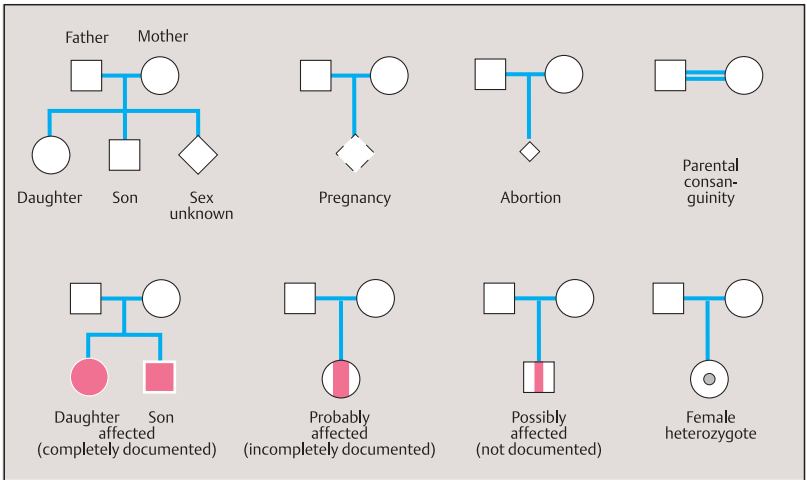 Father
Mother
Daughter
Son
Sex
unknown
Pregnancy
Abortion
Parental
consan-
guinity
Daughter
Son
affected
(completely documented)
Probably
affected
(incompletely documented)
Possibly
affected
(not documented)
Female
heterozygote